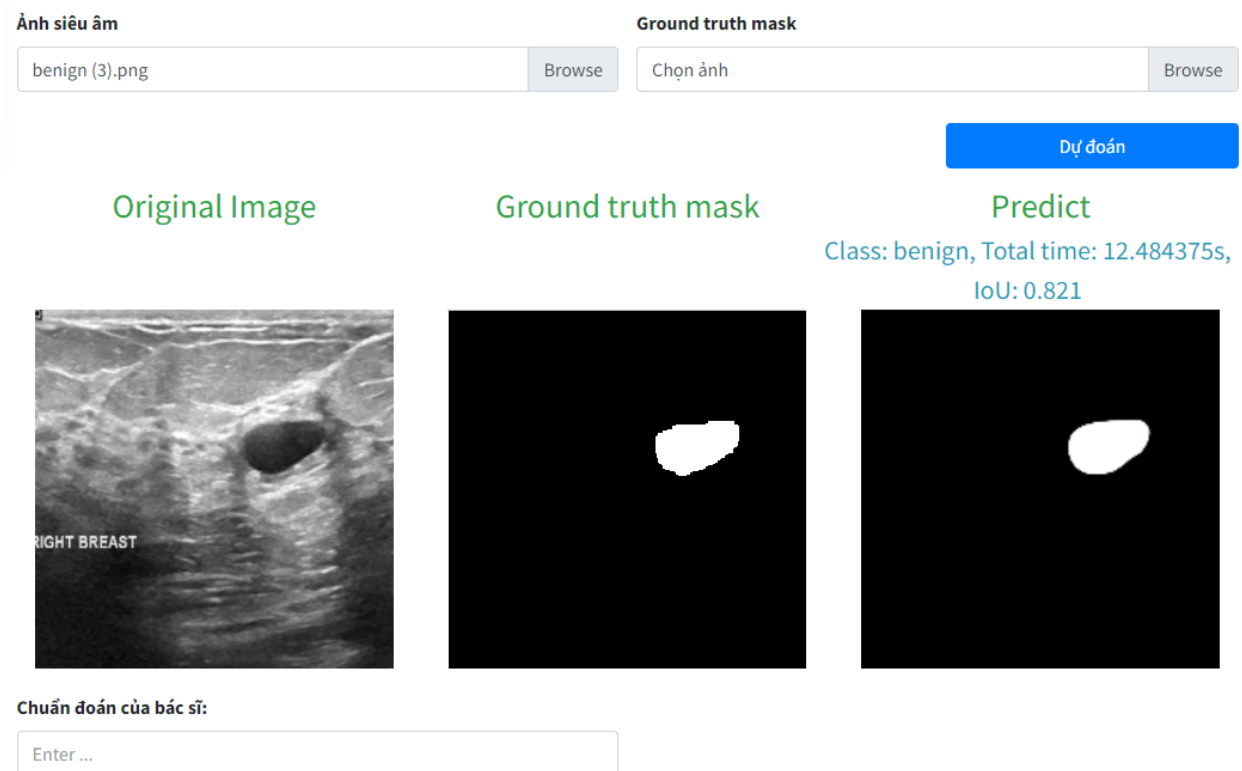 Ảnh siêu âm
Ground truth mask
benign (3).png
Browse
Chọn ảnh
Browse
Dự đoán
Original Image
Ground truth mask
Predict
Class: benign, Total time: 12.484375s,
IoU: 0.821
RIGHT BREAST
Chuẩn đoán của bác sĩ:
Enter ...